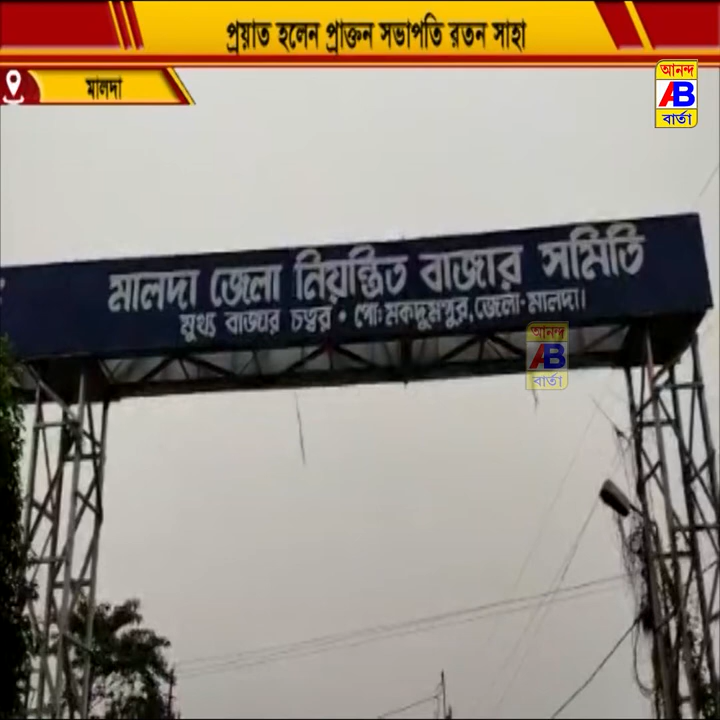 প্রয়াত হলেন প্রাক্তন সভাপতি রতন সাহা
মালদা
আনন্দ
AB
বার্তা
মালদা জেলা নিয়ন্ত্রিত বাজার সমিতি
মুখ্য বাজার চত্বর • পোঃ মকদুমপুর, জেলা-মালদা।
আনন্দ
AB
বার্তা